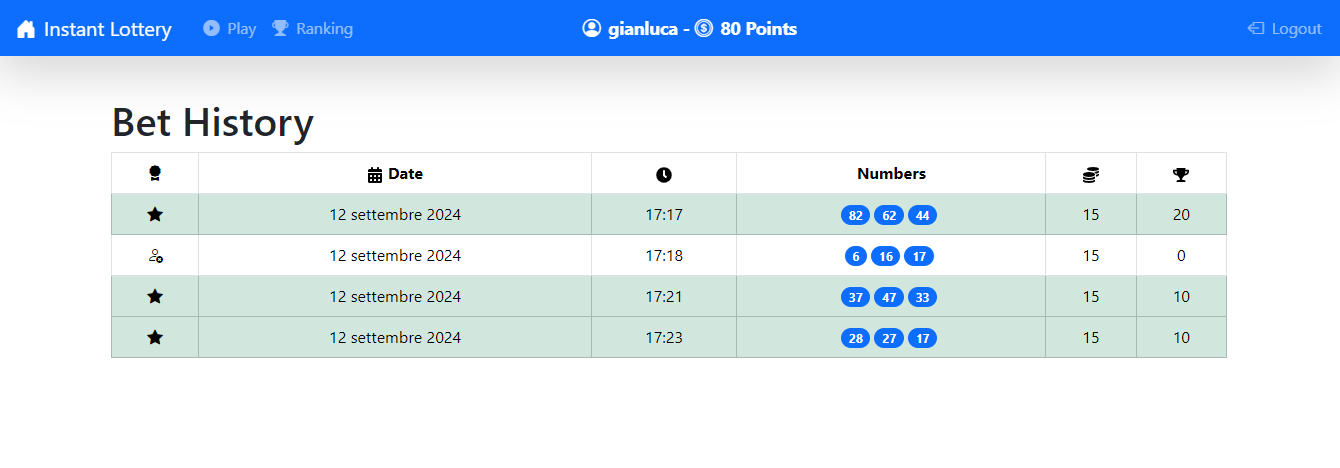 Instant Lottery Play Ranking gianluca - 80 Points Logout
Bet History
Date Numbers
12 settembre 2024 17:17 82 62 44 15 20
12 settembre 2024 17:18 6 16 17 15 0
12 settembre 2024 17:21 37 47 33 15 10
12 settembre 2024 17:23 28 27 17 15 10